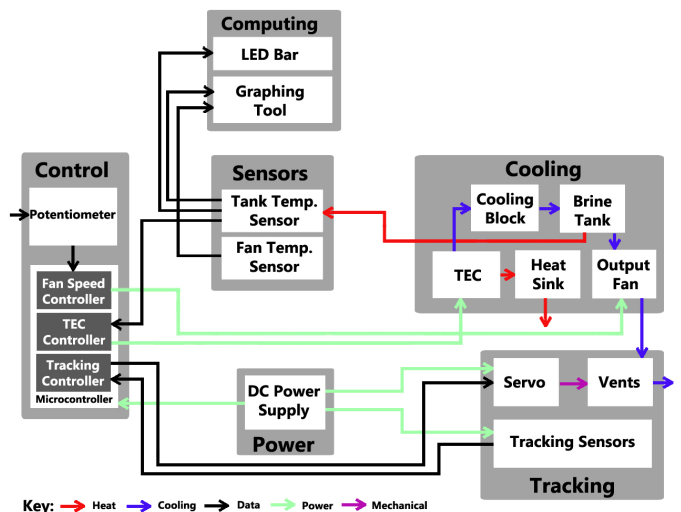 Computing
LED Bar
Graphing
Tool
Control
Potentiometer
Fan Speed
Controller
TEC
Controller
Tracking
Controller
Microcontroller
Sensors
Tank Temp.
Sensor
Fan Temp.
Sensor
Cooling
Cooling
Block
Brine
Tank
TEC
Heat
Sink
Output
Fan
DC Power
Supply
Power
Servo
Vents
Tracking Sensors
Tracking
Key: Heat Cooling Data Power Mechanical